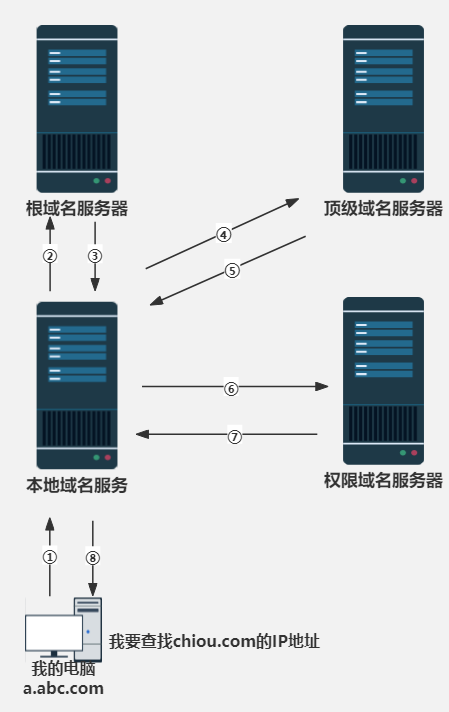 根域名服务器
顶级域名服务器
②
③
④
⑤
⑥
⑦
本地域名服务
权限域名服务器
①
⑧
我要查找chiou.com的IP地址
我的电脑
a.abc.com